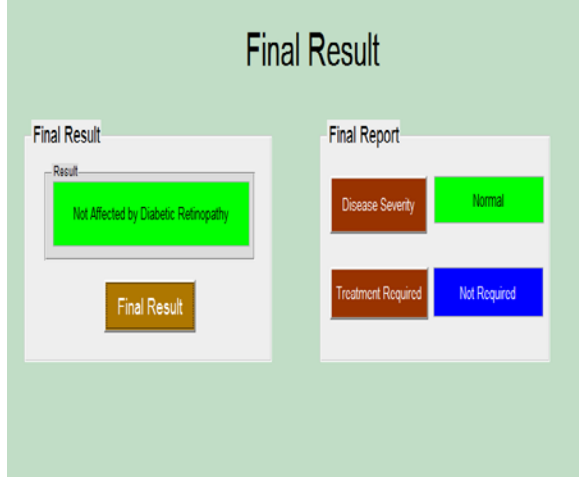 Final Result
Final Result
Result
Not Affected by Diabetic Retinopathy
Final Result
Final Report
Disease Severity
Normal
Treatment Required
Not Required